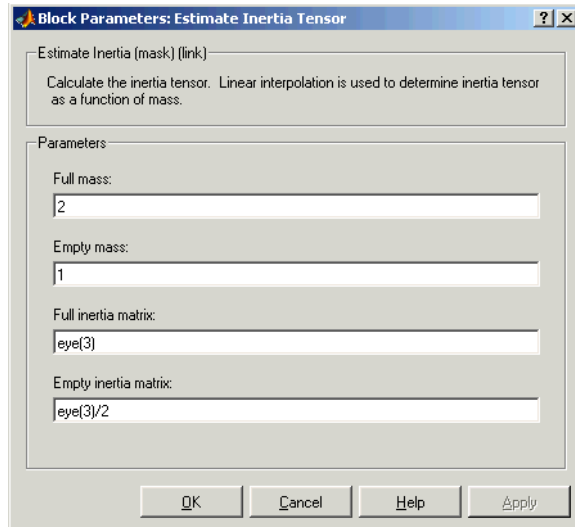 Block Parameters: Estimate Inertia Tensor
Estimate Inertia (mask) (link)
Calculate the inertia tensor. Linear interpolation is used to determine inertia tensor
as a function of mass.
Parameters
Full mass:
2
Empty mass:
1
Full inertia matrix:
eye(3)
Empty inertia matrix:
eye(3)/2
OK Cancel Help Apply